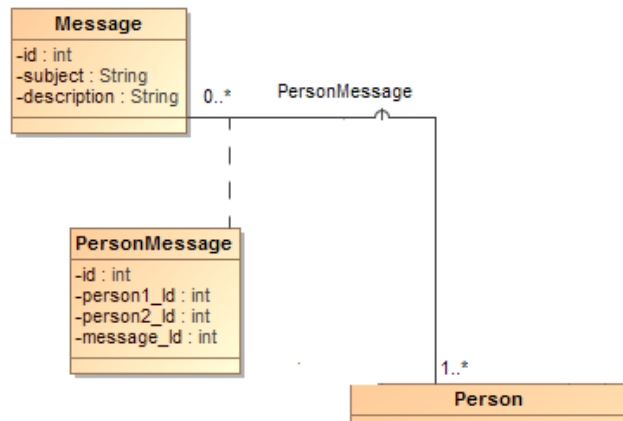 Message
-id : int
-subject : String
-description : String
0..*
PersonMessage
PersonMessage
-id : int
-person1_Id : int
-person2_Id : int
-message_Id : int
1..*
Person